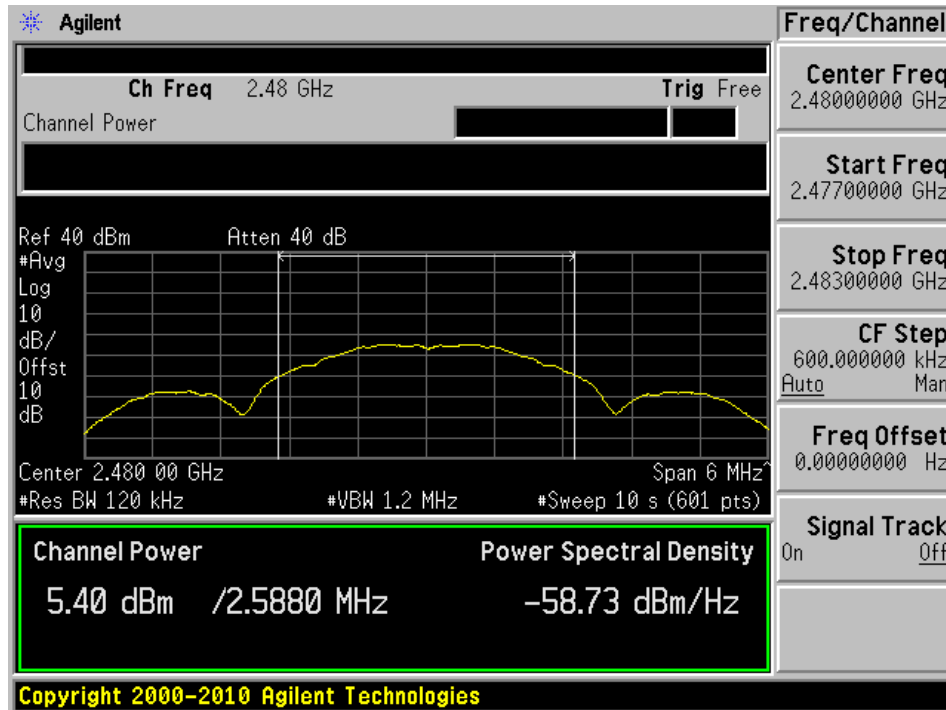 Agilent
Freq/Channel
Ch Freq 2.48 GHz Trig Free
Channel Power
Center Freq
2.48000000 GHz
Start Freq
2.47700000 GHz
Stop Freq
2.48300000 GHz
CF Step
600.000000 kHz
Auto Man
Freq Offset
0.00000000 Hz
Signal Track
On Off
Ref 40 dBm Atten 40 dB
#Avg
Log
10
dB/
Offst
10
dB
Center 2.480 00 GHz Span 6 MHz^
#Res BW 120 kHz #VBW 1.2 MHz #Sweep 10 s (601 pts)
Channel Power Power Spectral Density
5.40 dBm /2.5880 MHz -58.73 dBm/Hz
Copyright 2000-2010 Agilent Technologies